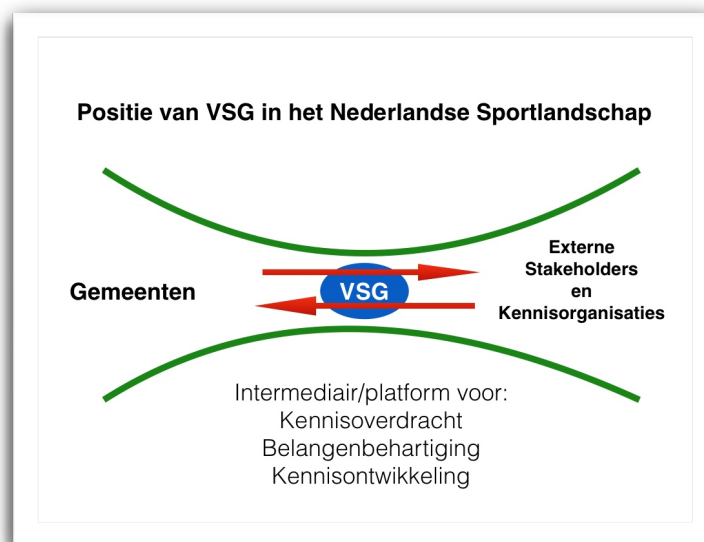 Positie van VSG in het Nederlandse Sportlandschap
Gemeenten
VSG
Externe
Stakeholders
en
Kennisorganisaties
Intermediair/platform voor:
Kennisoverdracht
Belangenbehartiging
Kennisontwikkeling